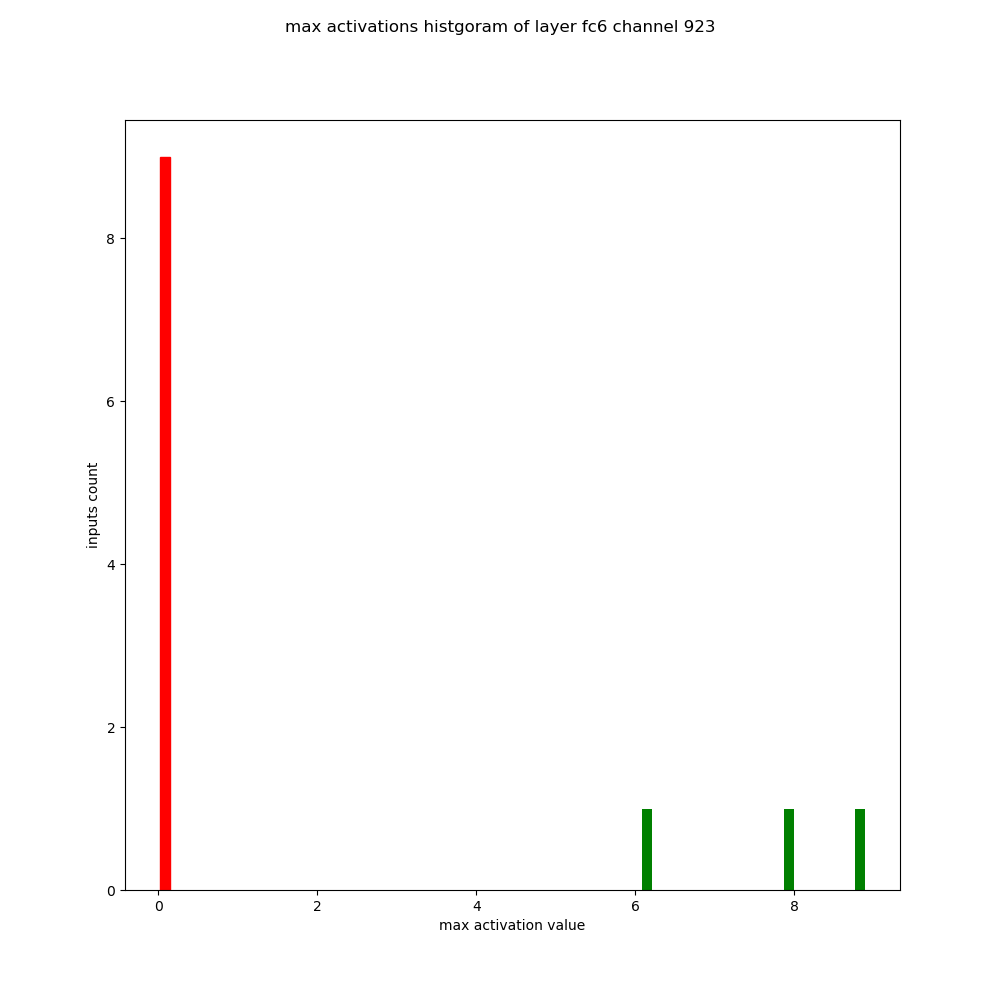 max activations histgoram of layer fc6 channel 923
8
6
4
2
0
inputs count
0 2 4 6 8
max activation value